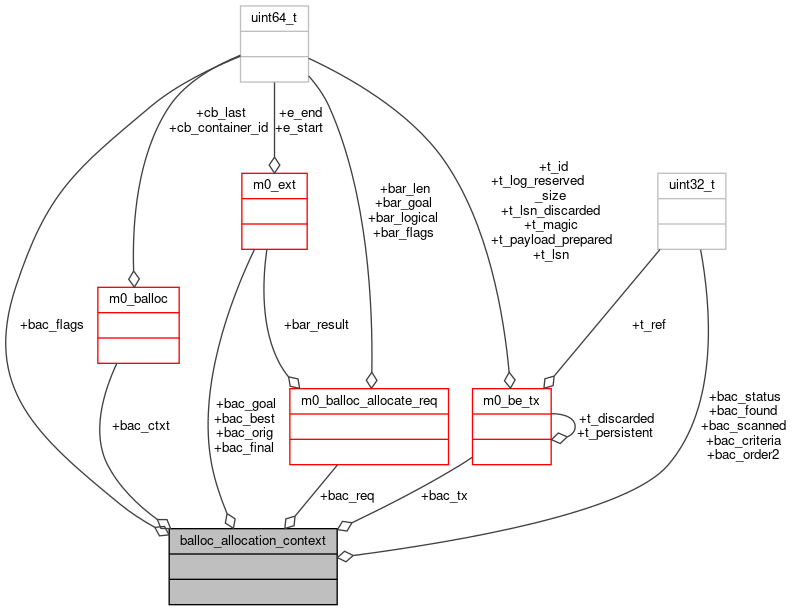 uint64_t
+cb_last
+cb_container_id
+e_end
+e_start
m0_ext
+bar_len
+bar_goal
+bar_logical
+bar_flags
+t_id
+t_log_reserved
_size
+t_lsn_discarded
+t_magic
+t_payload_prepared
+t_lsn
uint32_t
m0_balloc
+bac_flags
+bar_result
+t_ref
m0_balloc_allocate_req
m0_be_tx
+t_discarded
+t_persistent
+bac_ctxt
+bac_goal
+bac_best
+bac_orig
+bac_final
+bac_status
+bac_found
+bac_scanned
+bac_criteria
+bac_order2
+bac_req
+bac_tx
balloc_allocation_context